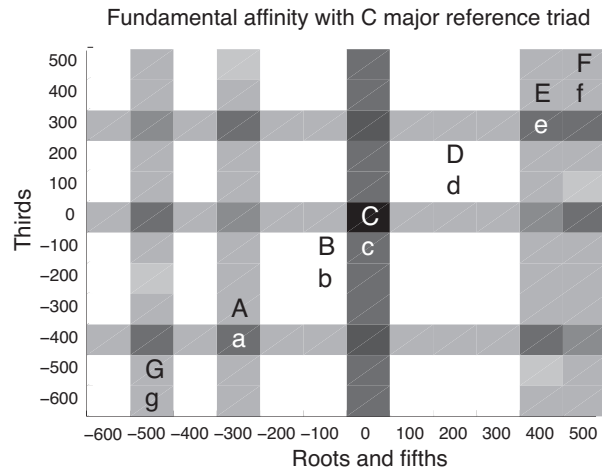 Fundamental affinity with C major reference triad
500 F
400 E f
300 e
200 D
100 d
0 C
−100 B c
−200 b
−300 A
−400 a
−500 G
−600 g
Thirds
−600 −500 −400 −300 −200 −100 0 100 200 300 400 500
Roots and fifths